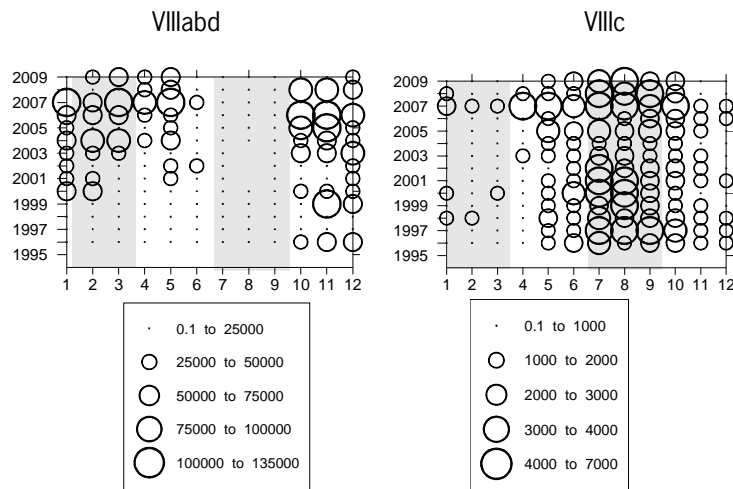 VIIIabd
2009
2007
2005
2003
2001
1999
1997
1995
1 2 3 4 5 6 7 8 9 10 11 12
0.1 to 25000
25000 to 50000
50000 to 75000
75000 to 100000
100000 to 135000
VIIIc
2009
2007
2005
2003
2001
1999
1997
1995
1 2 3 4 5 6 7 8 9 10 11 12
0.1 to 1000
1000 to 2000
2000 to 3000
3000 to 4000
4000 to 7000